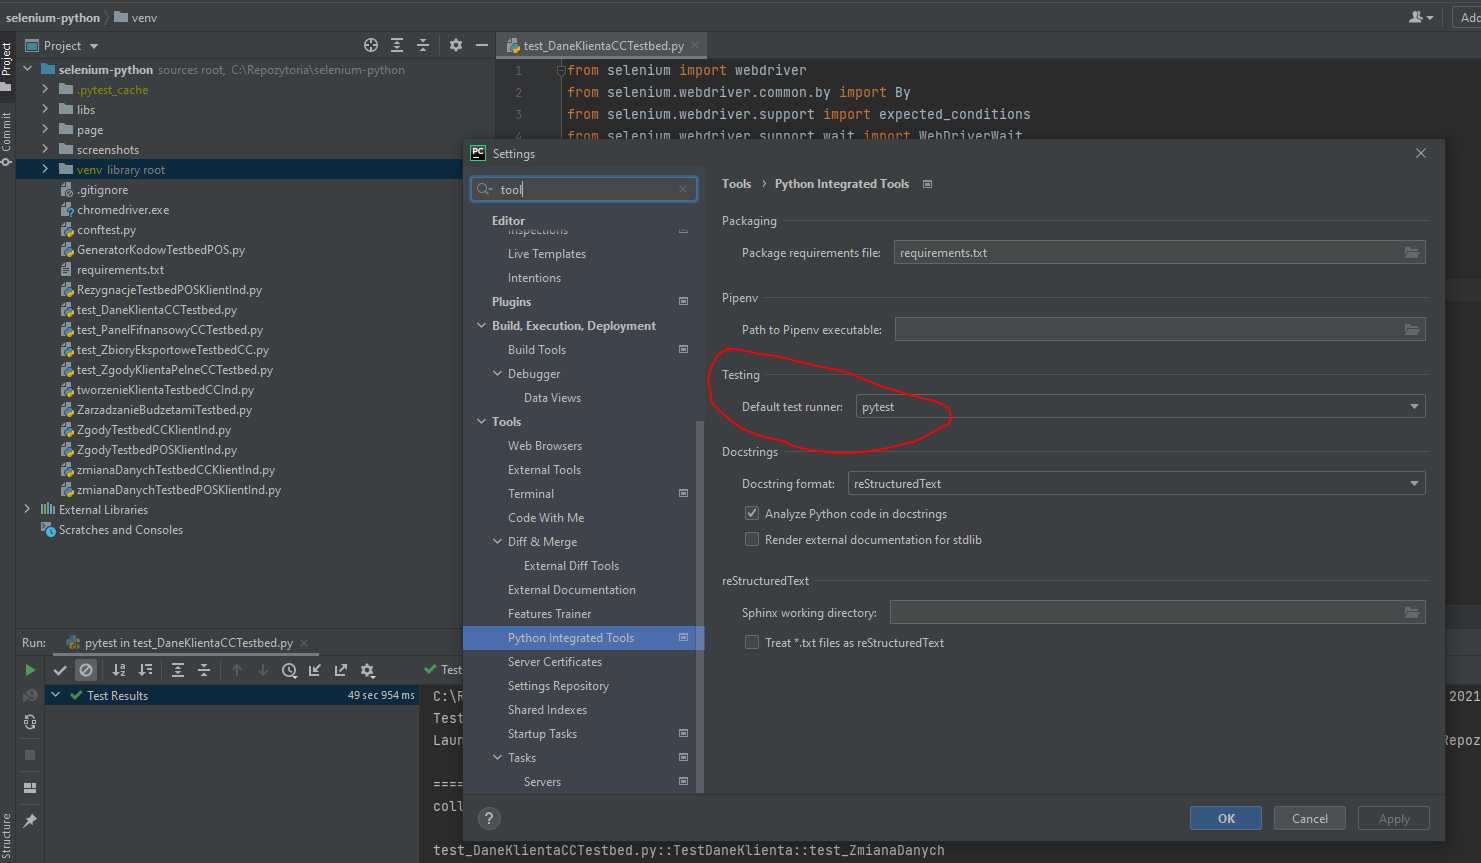 selenium-python
venv
Add
Project
Commit
Structure
Project
selenium-python sources root, C:\Repozytoria\selenium-python
.pytest_cache
libs
page
screenshots
venv library root
.gitignore
chromedriver.exe
conftest.py
GeneratorKodowTestbedPOS.py
requirements.txt
RezygnacjeTestbedPOSKlientInd.py
test_DaneKlientaCCTestbed.py
test_PanelFifnansowyCCTestbed.py
test_ZbioryEksportoweTestbedCC.py
test_ZgodyKlientaPelneCCTestbed.py
tworzenieKlientaTestbedCCInd.py
ZarzadzanieBudzetamiTestbed.py
ZgodyTestbedCCKlientInd.py
ZgodyTestbedPOSKlientInd.py
zmianaDanychTestbedCCKlientInd.py
zmianaDanychTestbedPOSKlientInd.py
External Libraries
Scratches and Consoles
test_DaneKlientaCCTestbed.py
1 from selenium import webdriver
2 from selenium.webdriver.common.by import By
3 from selenium.webdriver.support import expected_conditions
4 from selenium.webdriver.support.wait import WebDriverWait
PC Settings
tool
Editor
Inspections
Live Templates
Intentions
Plugins
Build, Execution, Deployment
Build Tools
Debugger
Data Views
Tools
Web Browsers
External Tools
Terminal
Code With Me
Diff & Merge
External Diff Tools
External Documentation
Features Trainer
Python Integrated Tools
Server Certificates
Settings Repository
Shared Indexes
Startup Tasks
Tasks
Servers
Tools › Python Integrated Tools
Packaging
Package requirements file: requirements.txt
Pipenv
Path to Pipenv executable:
Testing
Default test runner: pytest
Docstrings
Docstring format: reStructuredText
Analyze Python code in docstrings
Render external documentation for stdlib
reStructuredText
Sphinx working directory:
Treat *.txt files as reStructuredText
?
OK
Cancel
Apply
Run: pytest in test_DaneKlientaCCTestbed.py
Test
Test Results 49 sec 954 ms
C:\R
2021
Test
Laun
Repoz
====
coll
test_DaneKlientaCCTestbed.py::TestDaneKlienta::test_ZmianaDanych